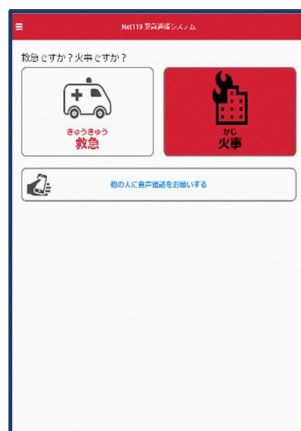 Net119 緊急通報システム
救急ですか？火事ですか？
きゅうきゅう
救急
かじ
火事
他の人に音声通話をお願いする